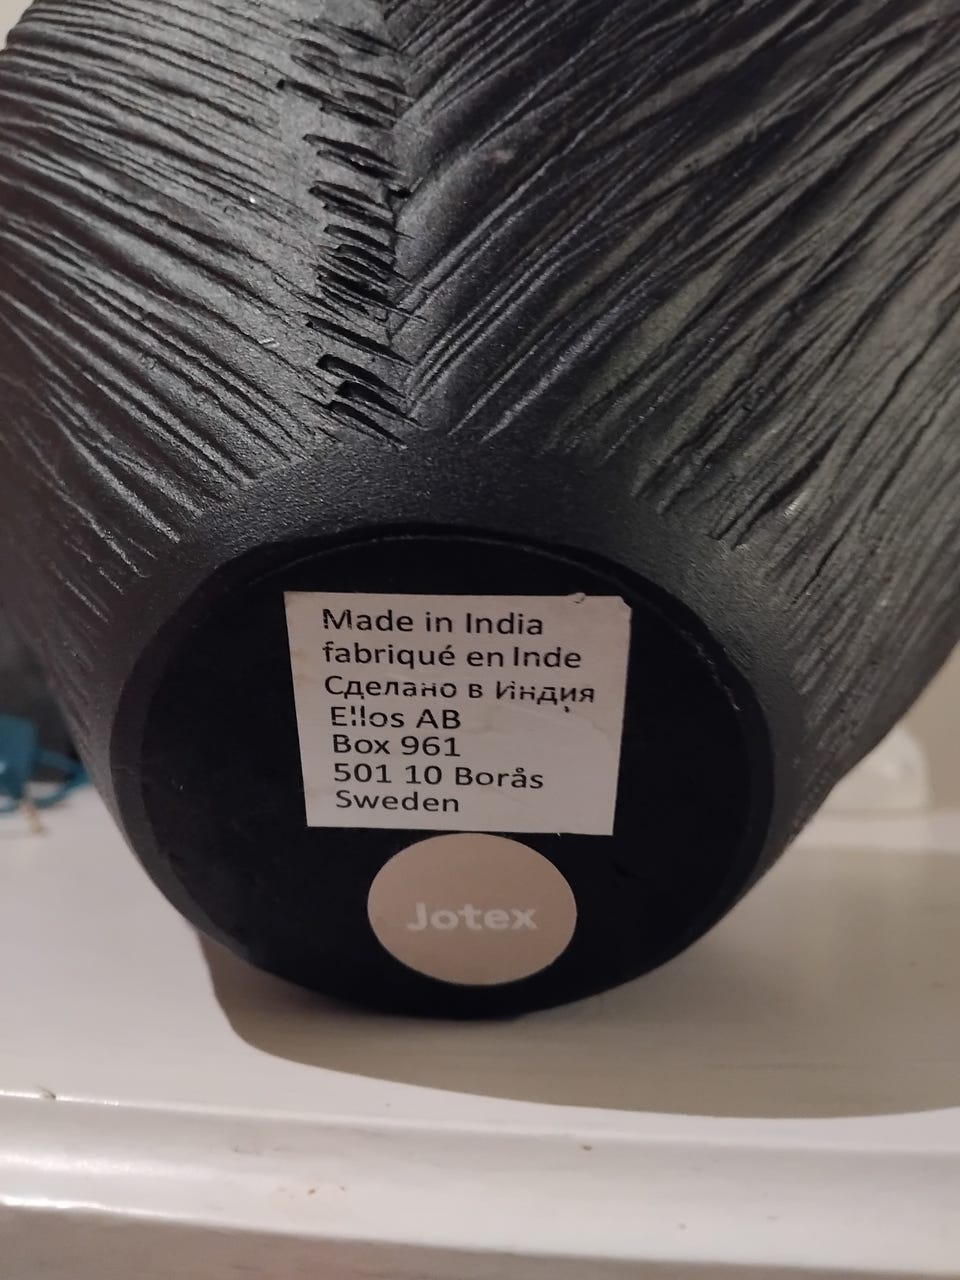 Made in India
fabriqué en Inde
Сделано в Индия
Ellos AB
Box 961
501 10 Borås
Sweden
Jotex